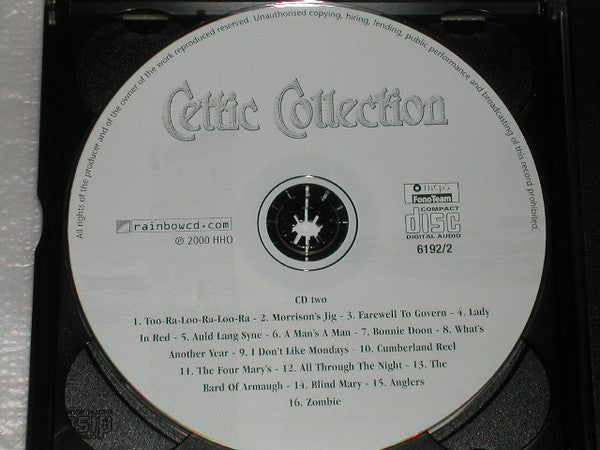 All rights of the producer and of the owner of the work reproduced reserved. Unauthorised copying, hiring, lending, public performance and broadcasting of this record prohibited.
Celtic Collection
mcps
FonoTeam
rainbowcd.com
℗ 2000 HHO
COMPACT
disc
DIGITAL AUDIO
6192/2
CD two
1. Too-Ra-Loo-Ra-Loo-Ra - 2. Morrison's Jig - 3. Farewell To Govern - 4. Lady
In Red - 5. Auld Lang Syne - 6. A Man's A Man - 7. Bonnie Doon - 8. What's
Another Year - 9. I Don't Like Mondays - 10. Cumberland Reel
11. The Four Mary's - 12. All Through The Night - 13. The
Bard Of Armaugh - 14. Blind Mary - 15. Anglers
16. Zombie